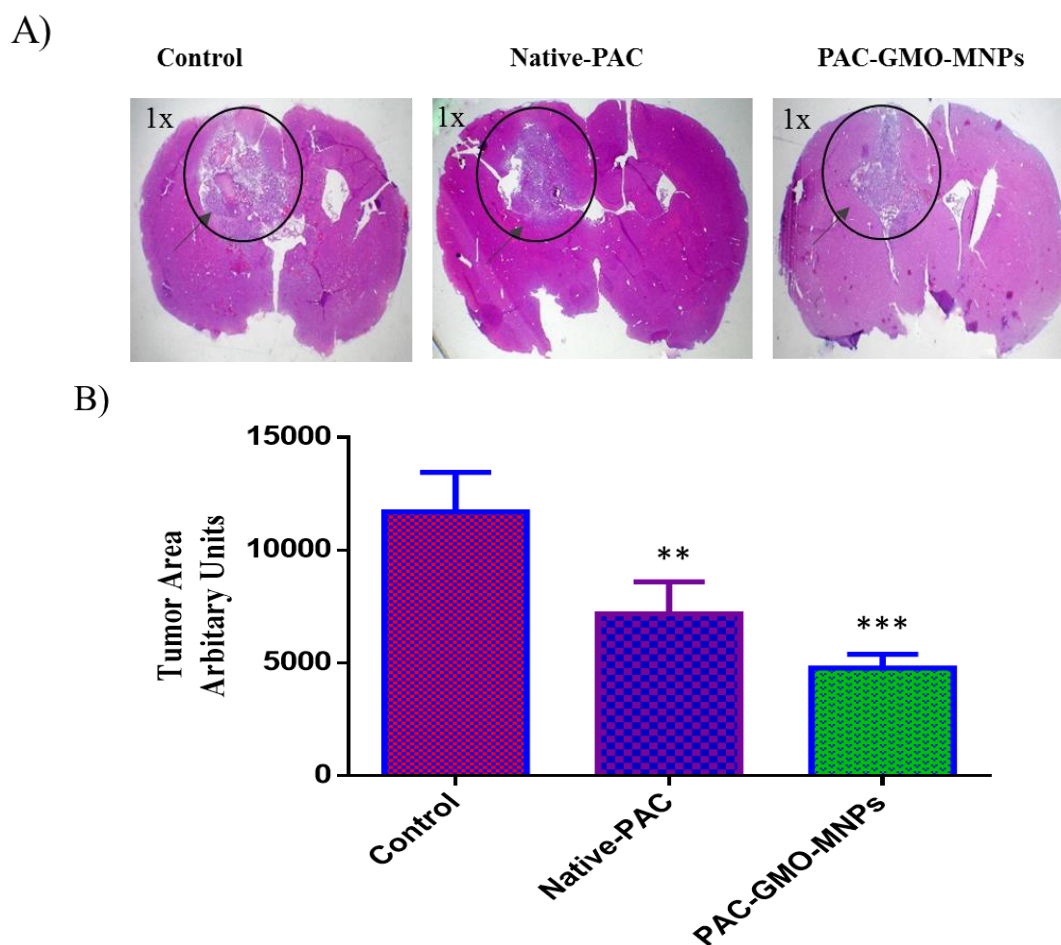 A)
Control
Native-PAC
PAC-GMO-MNPs
1x
1x
1x
B)
Tumor Area
Arbitary Units
15000
10000
5000
0
**
***
Control
Native-PAC
PAC-GMO-MNPs